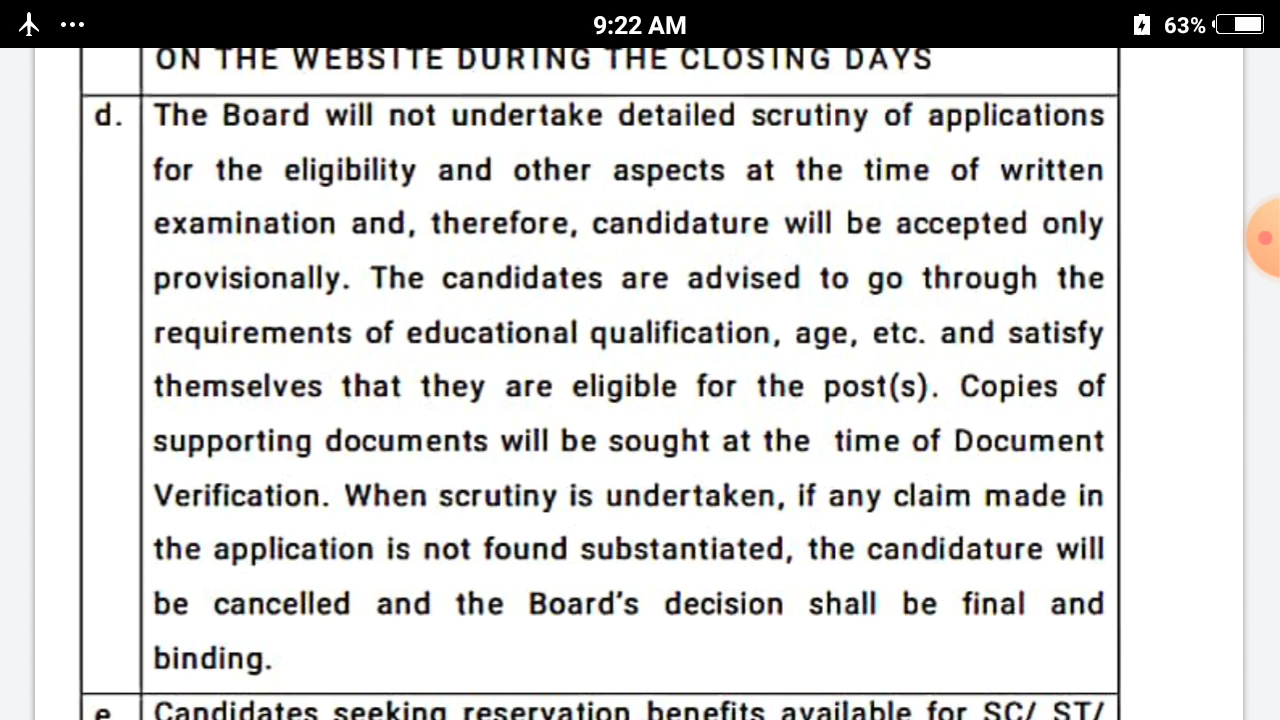 9:22 AM
63%
ON THE WEBSITE DURING THE CLOSING DAYS
d. The Board will not undertake detailed scrutiny of applications
for the eligibility and other aspects at the time of written
examination and, therefore, candidature will be accepted only
provisionally. The candidates are advised to go through the
requirements of educational qualification, age, etc. and satisfy
themselves that they are eligible for the post(s). Copies of
supporting documents will be sought at the time of Document
Verification. When scrutiny is undertaken, if any claim made in
the application is not found substantiated, the candidature will
be cancelled and the Board's decision shall be final and
binding.
e. Candidates seeking reservation benefits available for SC/ ST/